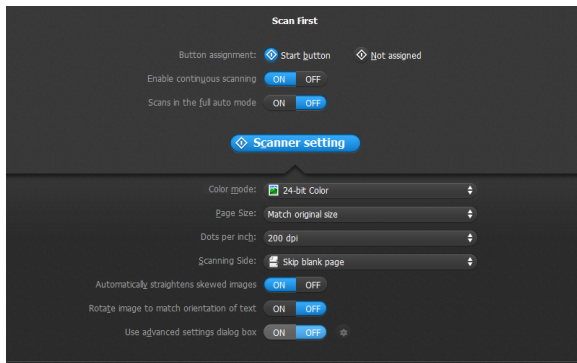 Scan First
Button assignment: Start button Not assigned
Enable continuous scanning ON OFF
Scans in the full auto mode ON OFF
Scanner setting
Color mode: 24-bit Color
Page Size: Match original size
Dots per inch: 200 dpi
Scanning Side: Skip blank page
Automatically straightens skewed images ON OFF
Rotate image to match orientation of text ON OFF
Use advanced settings dialog box ON OFF